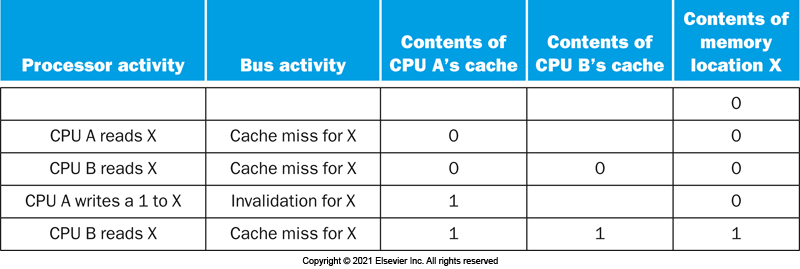 Processor activity Bus activity Contents of CPU A's cache Contents of CPU B's cache Contents of memory location X
0
CPU A reads X Cache miss for X 0 0
CPU B reads X Cache miss for X 0 0 0
CPU A writes a 1 to X Invalidation for X 1 0
CPU B reads X Cache miss for X 1 1 1
Copyright © 2021 Elsevier Inc. All rights reserved